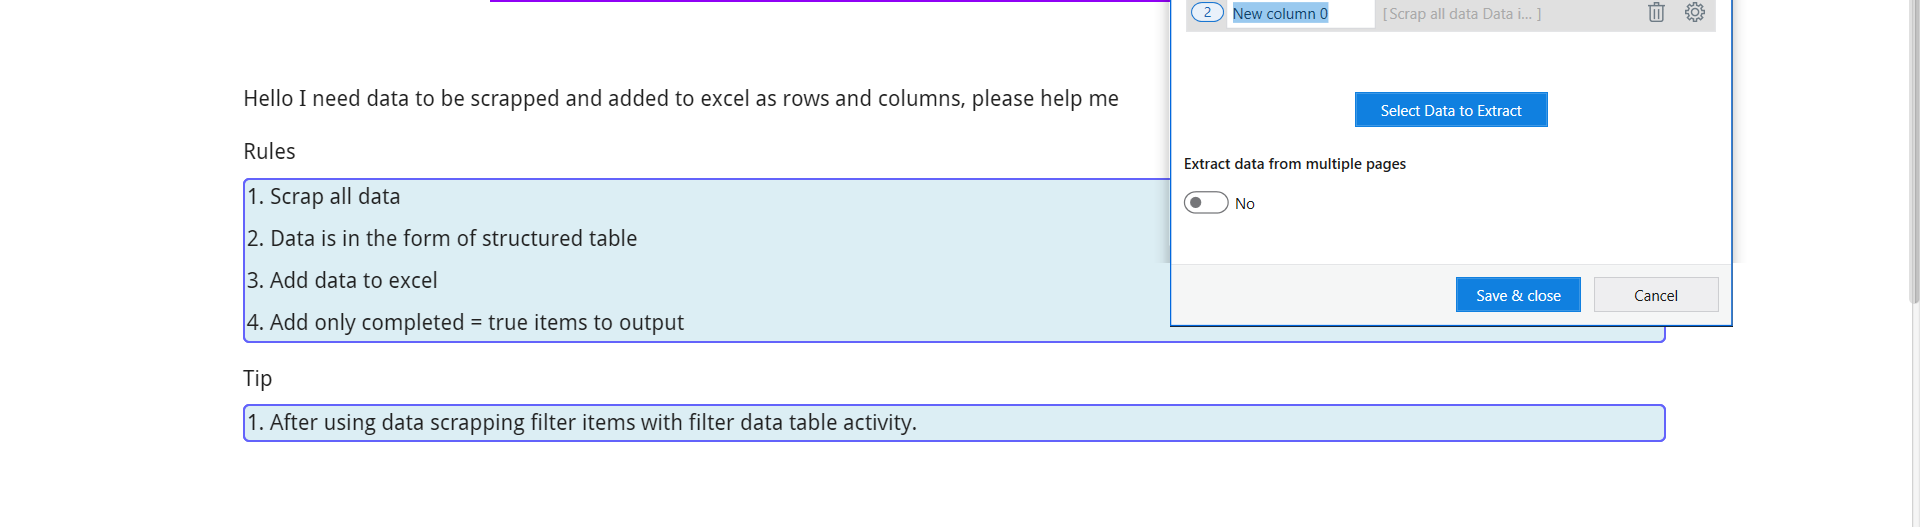 2 New column 0 [ Scrap all data Data i... ]
Hello I need data to be scrapped and added to excel as rows and columns, please help me
Select Data to Extract
Rules
Extract data from multiple pages
1. Scrap all data
No
2. Data is in the form of structured table
3. Add data to excel
Save & close Cancel
4. Add only completed = true items to output
Tip
1. After using data scrapping filter items with filter data table activity.